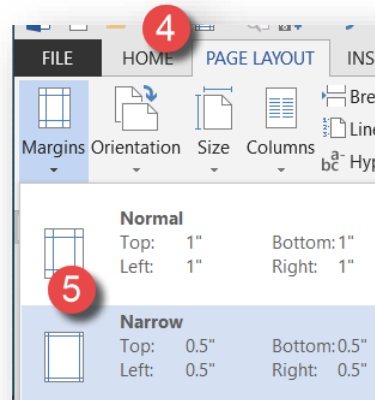 4
FILE HOME PAGE LAYOUT INS
Margins Orientation Size Columns
Bre
Line
bc a- Hyp
Normal
Top: 1" Bottom: 1"
Left: 1" Right: 1"
5
Narrow
Top: 0.5" Bottom: 0.5"
Left: 0.5" Right: 0.5"